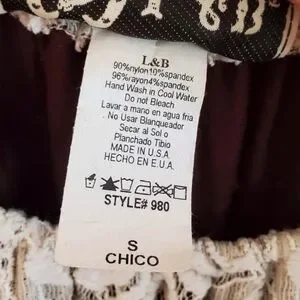 L&B
90%nylon10%spandex
96%rayon4%spandex
Hand Wash in Cool Water
Do not Bleach
Lavar a mano en agua fria
No Usar Blanqueador
Secar al Sol o
Planchado Tibio
MADE IN U.S.A.
HECHO EN E.U.A.
STYLE# 980
S
CHICO